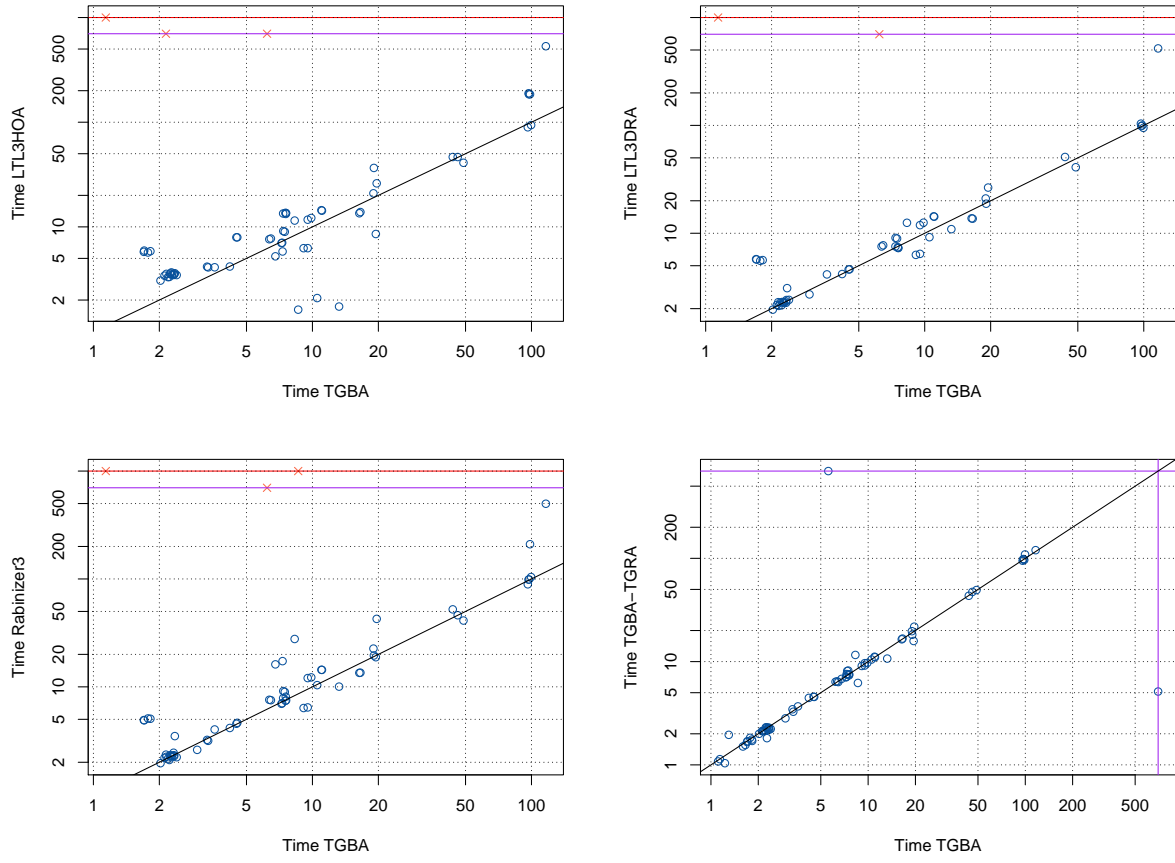 Time LTL3HOA
500
200
50
20
10
5
2
1 2 5 10 20 50 100
Time TGBA
Time LTL3DRA
500
200
50
20
10
5
2
1 2 5 10 20 50 100
Time TGBA
Time Rabinizer3
500
200
50
20
10
5
2
1 2 5 10 20 50 100
Time TGBA
Time TGBA−TGRA
200
50
20
10
5
2
1
1 2 5 10 20 50 100 200 500
Time TGBA